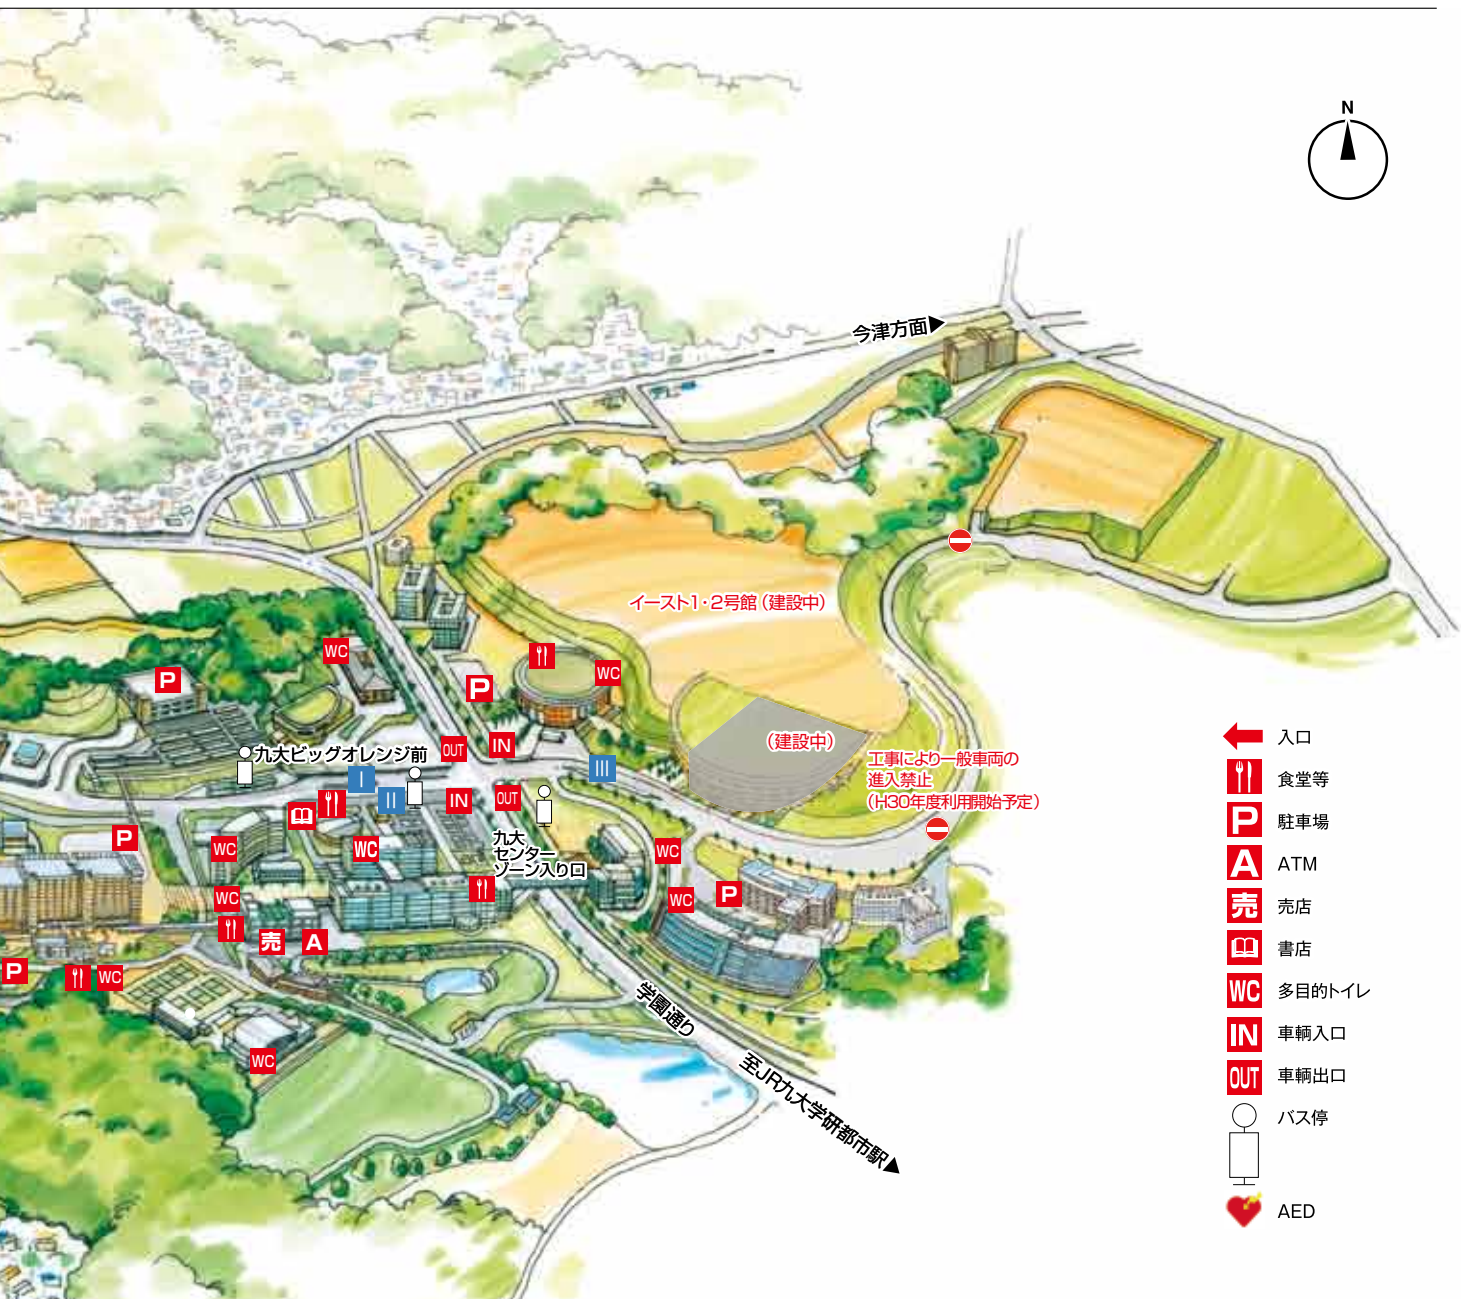 N
今津方面
イースト1・2号館（建設中）
WC
P
WC
P
（建設中）
工事により一般車両の
進入禁止
（H30年度利用開始予定）
九大ビッグオレンジ前
OUT
IN
I
II
III
IN
OUT
九大
センター
ゾーン入り口
P
WC
WC
WC
WC
WC
P
売
A
P
WC
WC
学園通り
至JR九大学研都市駅
入口
食堂等
P
駐車場
A
ATM
売
売店
書店
WC
多目的トイレ
IN
車輌入口
OUT
車輌出口
バス停
AED